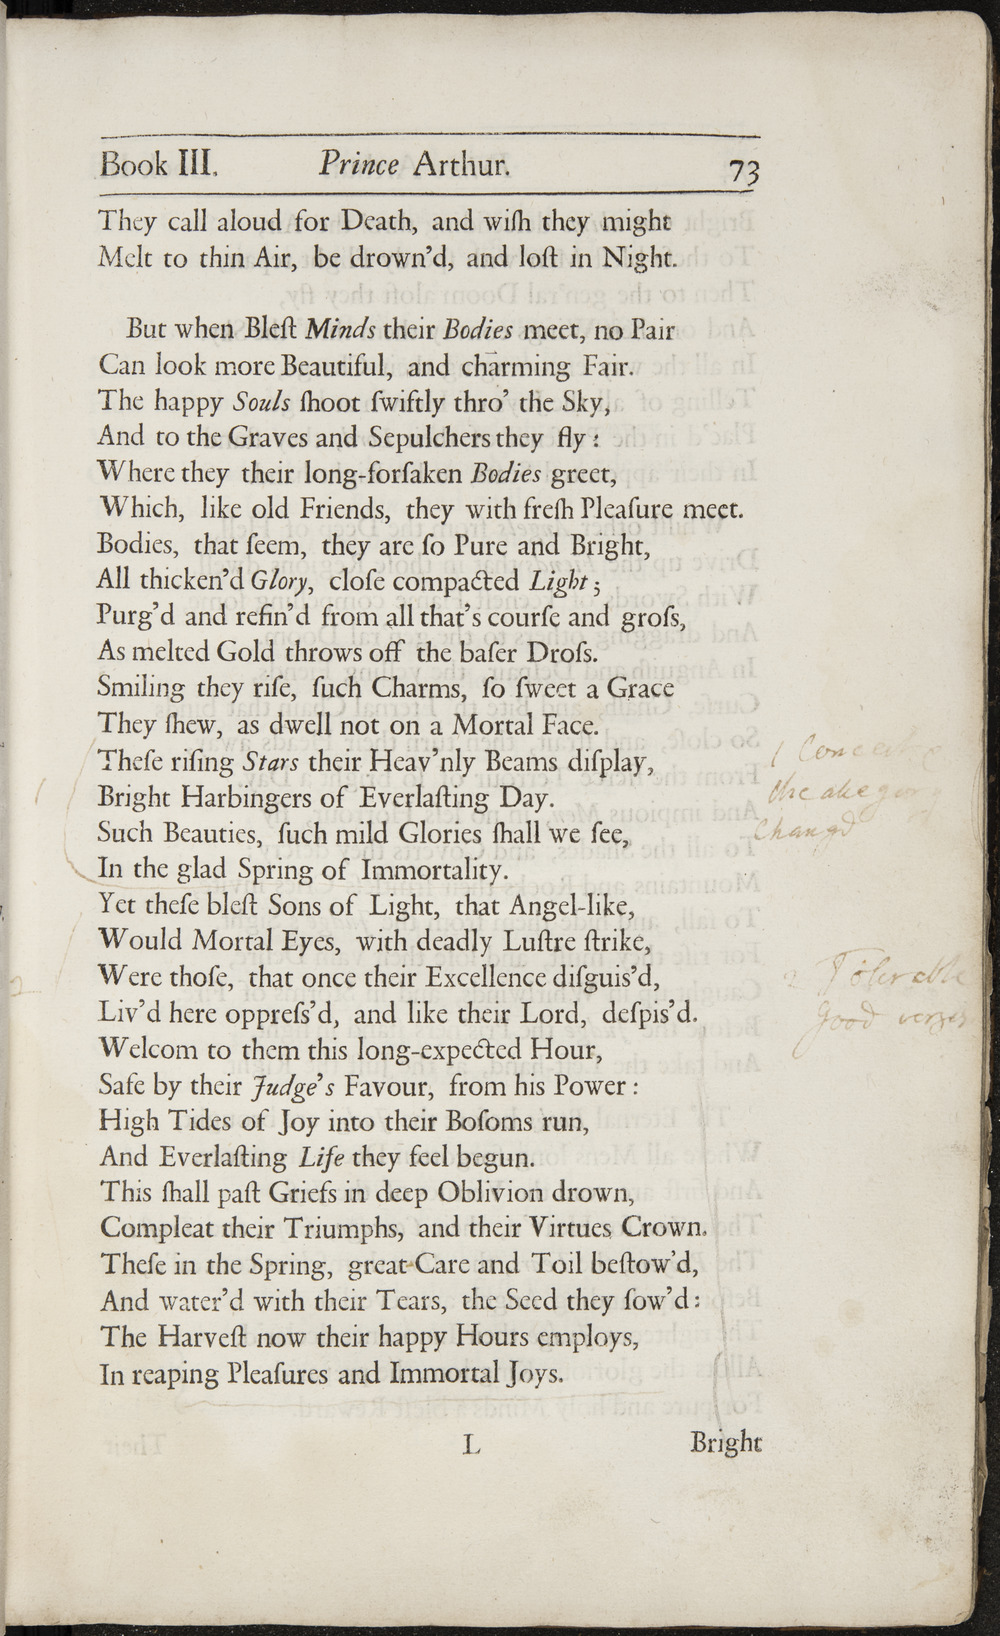 Book III. Prince Arthur. 73
They call aloud for Death, and wiſh they might
Melt to thin Air, be drown'd, and loſt in Night.
But when Bleſt Minds their Bodies meet, no Pair
Can look more Beautiful, and charming Fair.
The happy Souls ſhoot ſwiftly thro' the Sky,
And to the Graves and Sepulchers they fly:
Where they their long-forſaken Bodies greet,
Which, like old Friends, they with freſh Pleaſure meet.
Bodies, that ſeem, they are ſo Pure and Bright,
All thicken'd Glory, cloſe compacted Light;
Purg'd and refin'd from all that's courſe and groſs,
As melted Gold throws off the baſer Droſs.
Smiling they riſe, ſuch Charms, ſo ſweet a Grace
They ſhew, as dwell not on a Mortal Face.
Theſe riſing Stars their Heav'nly Beams diſplay,
Bright Harbingers of Everlaſting Day.
Such Beauties, ſuch mild Glories ſhall we ſee,
In the glad Spring of Immortality.
Yet theſe bleſt Sons of Light, that Angel-like,
Would Mortal Eyes, with deadly Luſtre ſtrike,
Were thoſe, that once their Excellence diſguis'd,
Liv'd here oppreſs'd, and like their Lord, deſpis'd.
Welcom to them this long-expected Hour,
Safe by their Judge's Favour, from his Power:
High Tides of Joy into their Boſoms run,
And Everlaſting Life they feel begun.
This ſhall paſt Griefs in deep Oblivion drown,
Compleat their Triumphs, and their Virtues Crown.
Theſe in the Spring, great Care and Toil beſtow'd,
And water'd with their Tears, the Seed they ſow'd:
The Harveſt now their happy Hours employs,
In reaping Pleaſures and Immortal Joys.
L Bright
1
the
changd
2
2 Tolerable
good verses